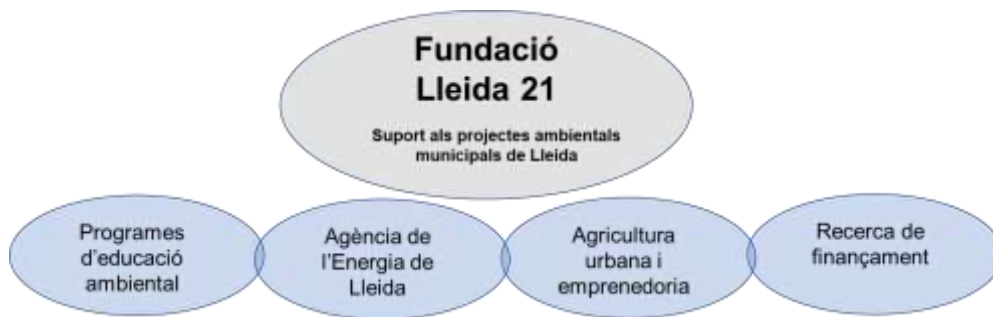 Fundació
Lleida 21
Suport als projectes ambientals
municipals de Lleida
Programes
d'educació
ambiental
Agència de
l'Energia de
Lleida
Agricultura
urbana i
emprenedoria
Recerca de
finançament